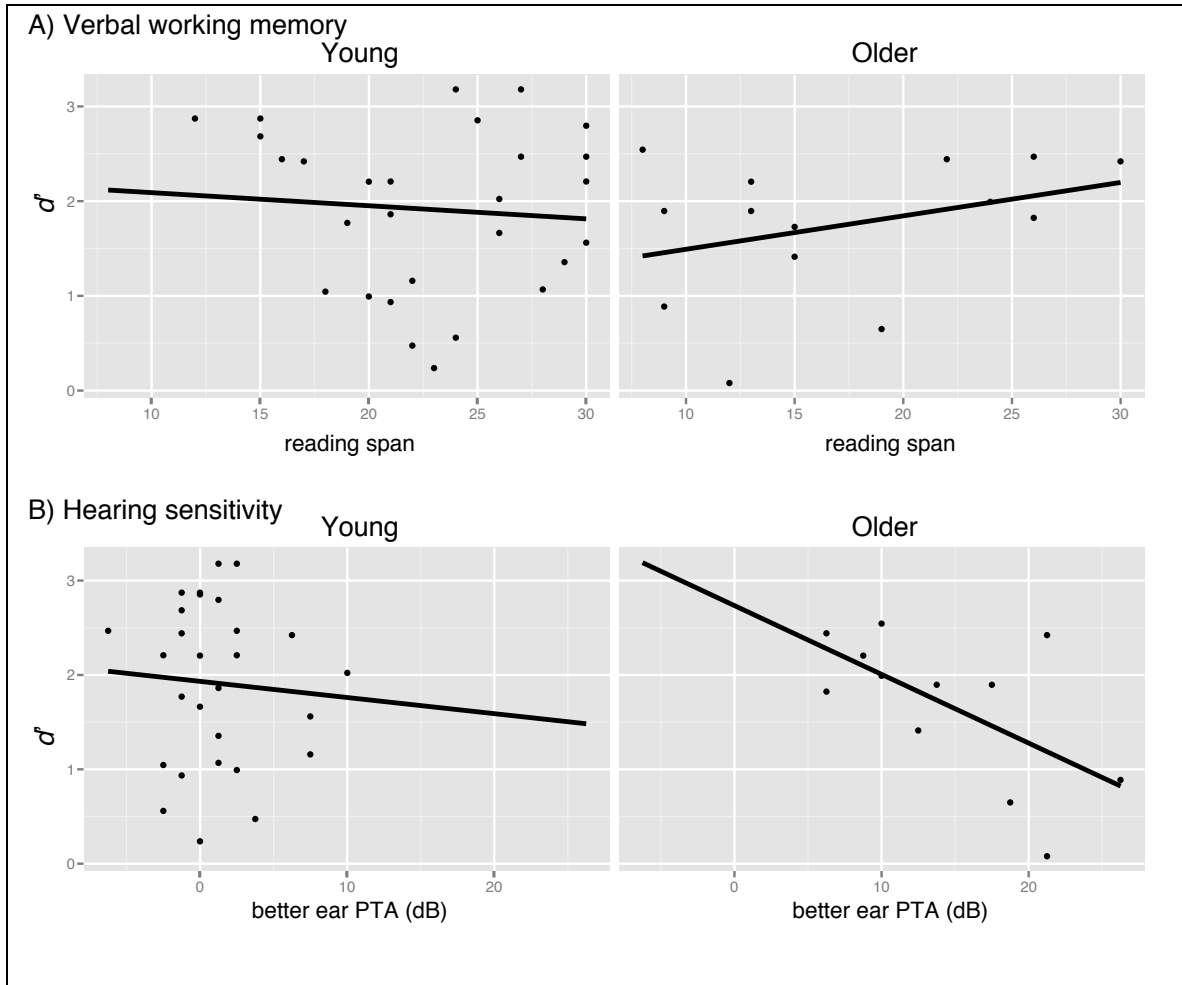 A) Verbal working memory
Young Older
3
2
1
0
d'
10 15 20 25 30 10 15 20 25 30
reading span reading span
B) Hearing sensitivity
Young Older
3
2
1
0
d'
0 10 20 0 10 20
better ear PTA (dB) better ear PTA (dB)